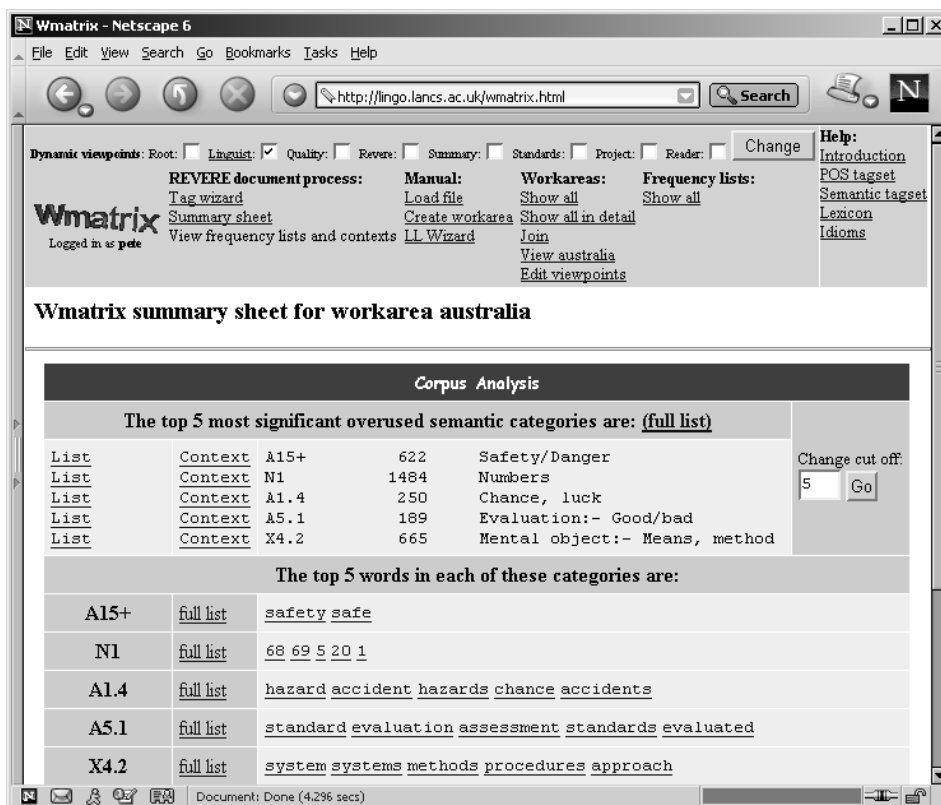 Wmatrix - Netscape 6
File Edit View Search Go Bookmarks Tasks Help
http://lingo.lancs.ac.uk/wmatrix.html Search N
Dynamic viewpoints: Root: Linguist: Quality: Revere: Summary: Standards: Project: Reader: Change
Help:
Introduction
POS tagset
Semantic tagset
Lexicon
Idioms
Wmatrix
Logged in as pete
REVERE document process:
Tag wizard
Summary sheet
View frequency lists and contexts
Manual:
Load file
Create workarea
LL Wizard
Workareas:
Show all
Show all in detail
Join
View australia
Edit viewpoints
Frequency lists:
Show all
Wmatrix summary sheet for workarea australia
Corpus Analysis
The top 5 most significant overused semantic categories are: (full list)
List Context A15+ 622 Safety/Danger
List Context N1 1484 Numbers
List Context A1.4 250 Chance, luck
List Context A5.1 189 Evaluation:- Good/bad
List Context X4.2 665 Mental object:- Means, method
Change cut off:
5 Go
The top 5 words in each of these categories are:
A15+ full list safety safe
N1 full list 68 69 5 20 1
A1.4 full list hazard accident hazards chance accidents
A5.1 full list standard evaluation assessment standards evaluated
X4.2 full list system systems methods procedures approach
Document: Done (4.296 secs)